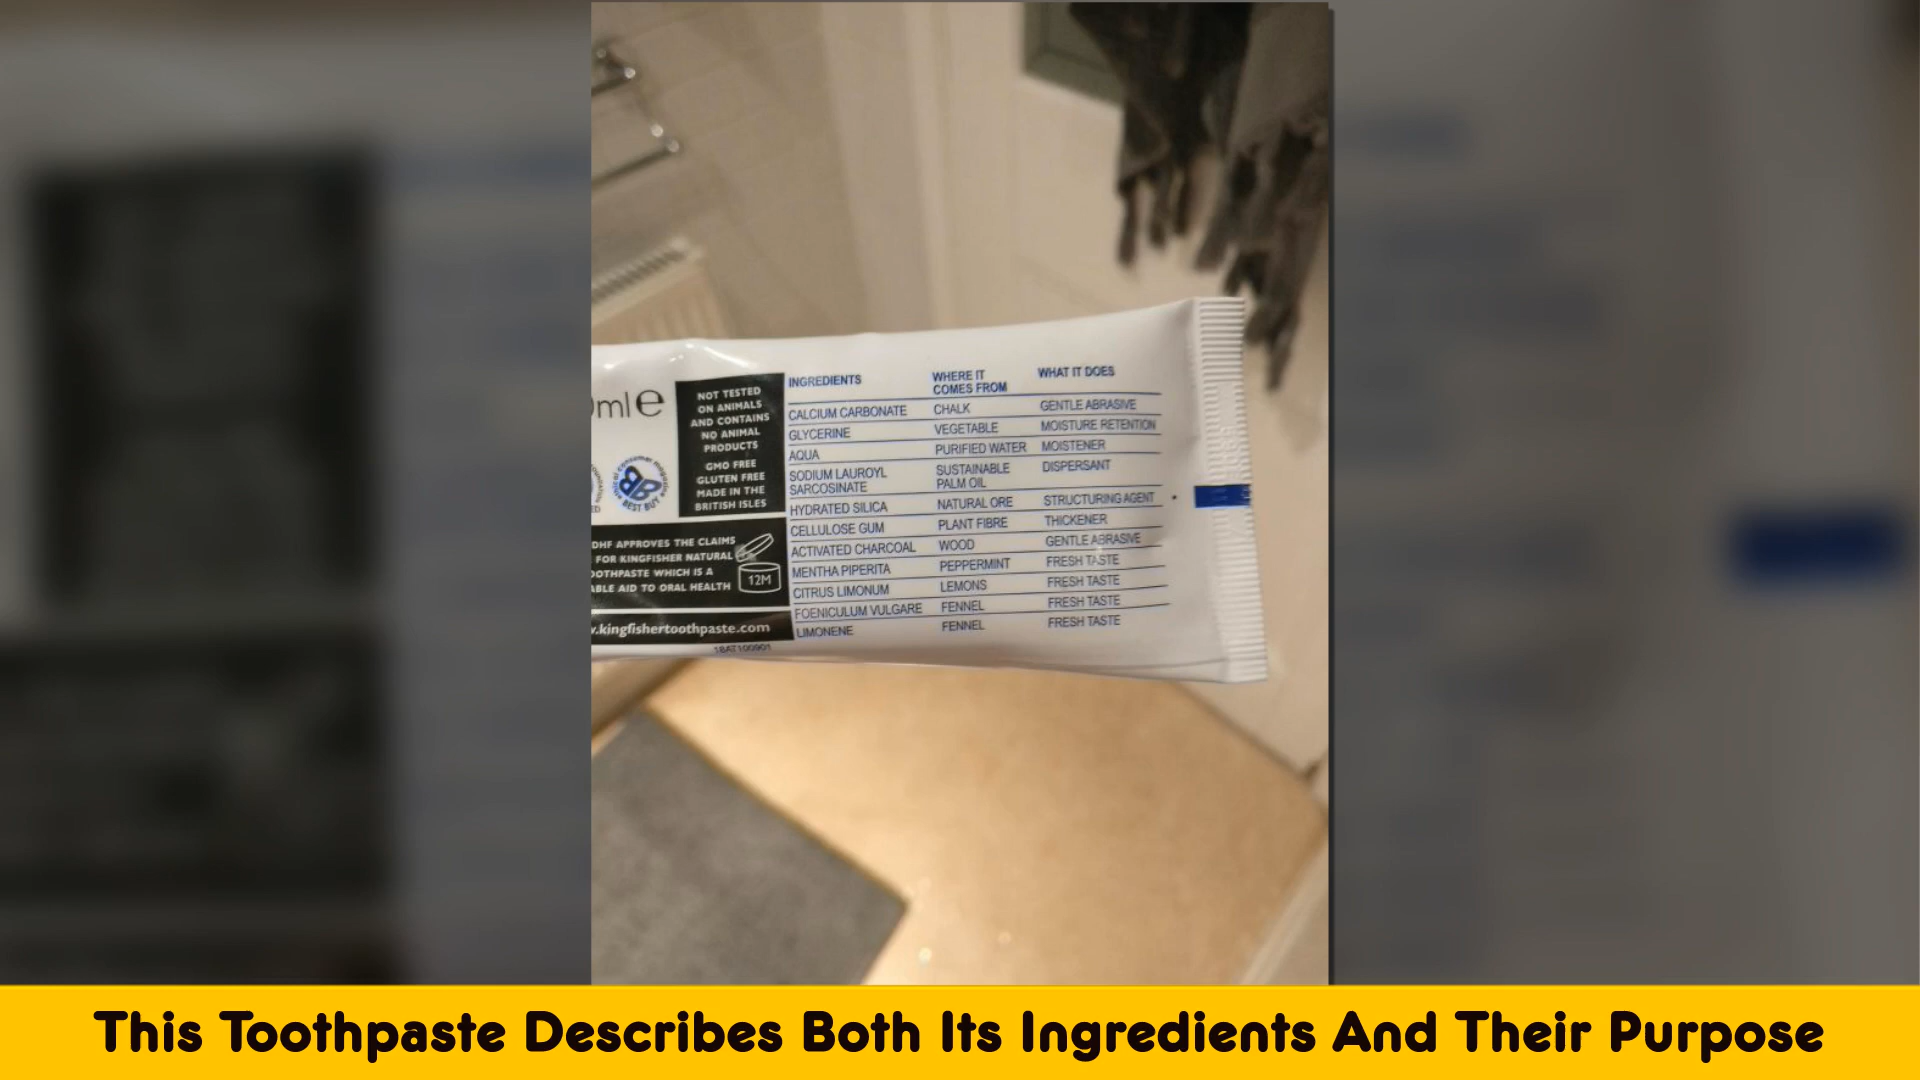 mle
NOT TESTED
ON ANIMALS
AND CONTAINS
NO ANIMAL
PRODUCTS
GMO FREE
GLUTEN FREE
MADE IN THE
BRITISH ISLES
BEST BUY
DHF APPROVES THE CLAIMS
FOR KINGFISHER NATURAL
OOTHPASTE WHICH IS A
ABLE AID TO ORAL HEALTH
12M
.kingfishertoothpaste.com
INGREDIENTS WHERE IT COMES FROM WHAT IT DOES
CALCIUM CARBONATE CHALK GENTLE ABRASIVE
GLYCERINE VEGETABLE MOISTURE RETENTION
AQUA PURIFIED WATER MOISTENER
SODIUM LAUROYL SARCOSINATE SUSTAINABLE PALM OIL DISPERSANT
HYDRATED SILICA NATURAL ORE STRUCTURING AGENT
CELLULOSE GUM PLANT FIBRE THICKENER
ACTIVATED CHARCOAL WOOD GENTLE ABRASIVE
MENTHA PIPERITA PEPPERMINT FRESH TASTE
CITRUS LIMONUM LEMONS FRESH TASTE
FOENICULUM VULGARE FENNEL FRESH TASTE
LIMONENE FENNEL FRESH TASTE
This Toothpaste Describes Both Its Ingredients And Their Purpose